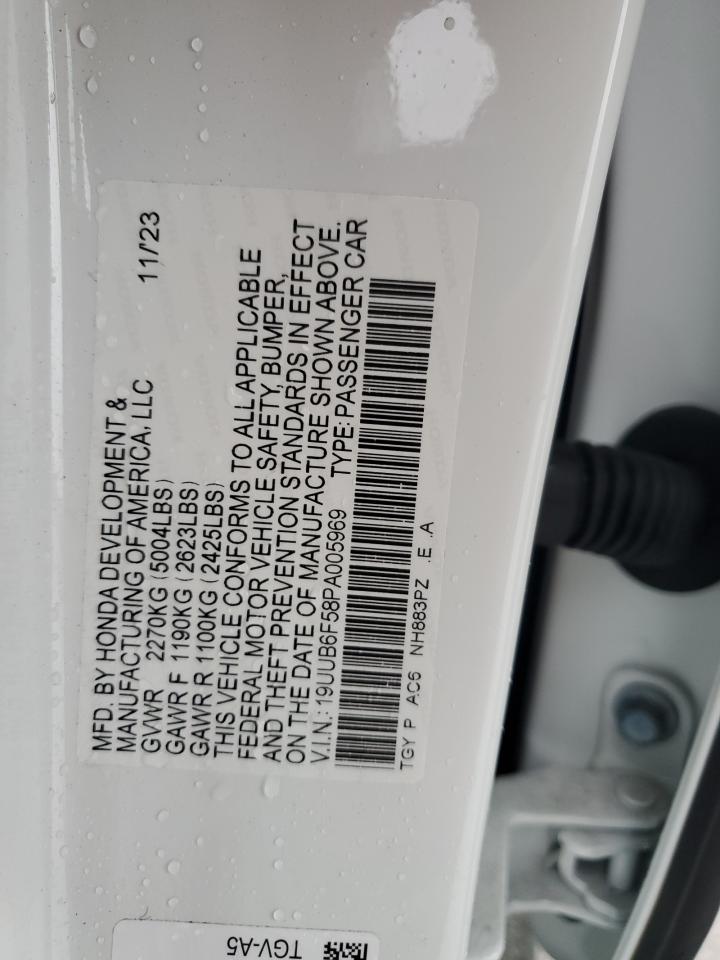 MFD. BY HONDA DEVELOPMENT & 11/'23
MANUFACTURING OF AMERICA, LLC
GVWR 2270KG (5004LBS)
GAWR F 1190KG (2623LBS)
GAWR R 1100KG (2425LBS)
THIS VEHICLE CONFORMS TO ALL APPLICABLE
FEDERAL MOTOR VEHICLE SAFETY, BUMPER,
AND THEFT PREVENTION STANDARDS IN EFFECT
ON THE DATE OF MANUFACTURE SHOWN ABOVE.
V.I.N.: 19UUB6F58PA005969 TYPE: PASSENGER CAR
TGY P AC6 NH883PZ .E .A
TGV-A5